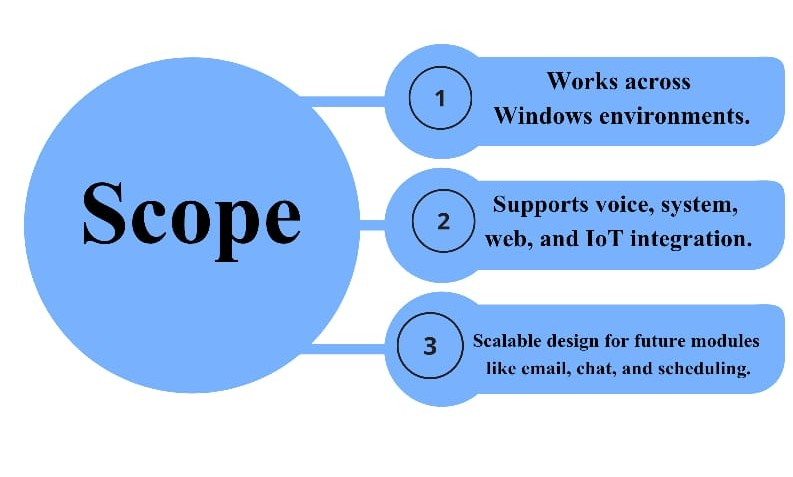 Scope
1
Works across
Windows environments.
2
Supports voice, system,
web, and IoT integration.
3
Scalable design for future modules
like email, chat, and scheduling.